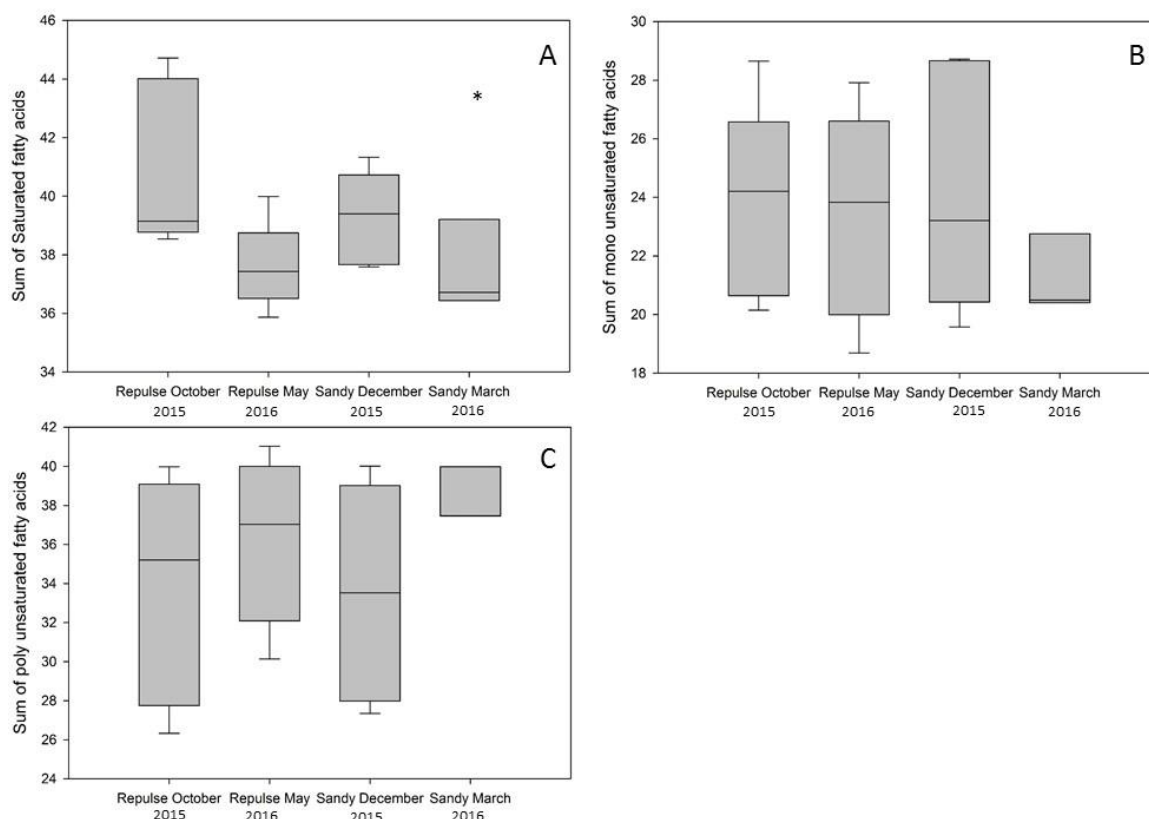 Sum of Saturated fatty acids
46
44
42
40
38
36
34
A
*
Repulse October Repulse May Sandy December Sandy March
2015 2016 2015 2016
Sum of mono unsaturated fatty acids
30
28
26
24
22
20
18
B
Repulse October Repulse May Sandy December Sandy March
2015 2016 2015 2016
Sum of poly unsaturated fatty acids
42
40
38
36
34
32
30
28
26
24
C
Repulse October Repulse May Sandy December Sandy March
2015 2016 2015 2016